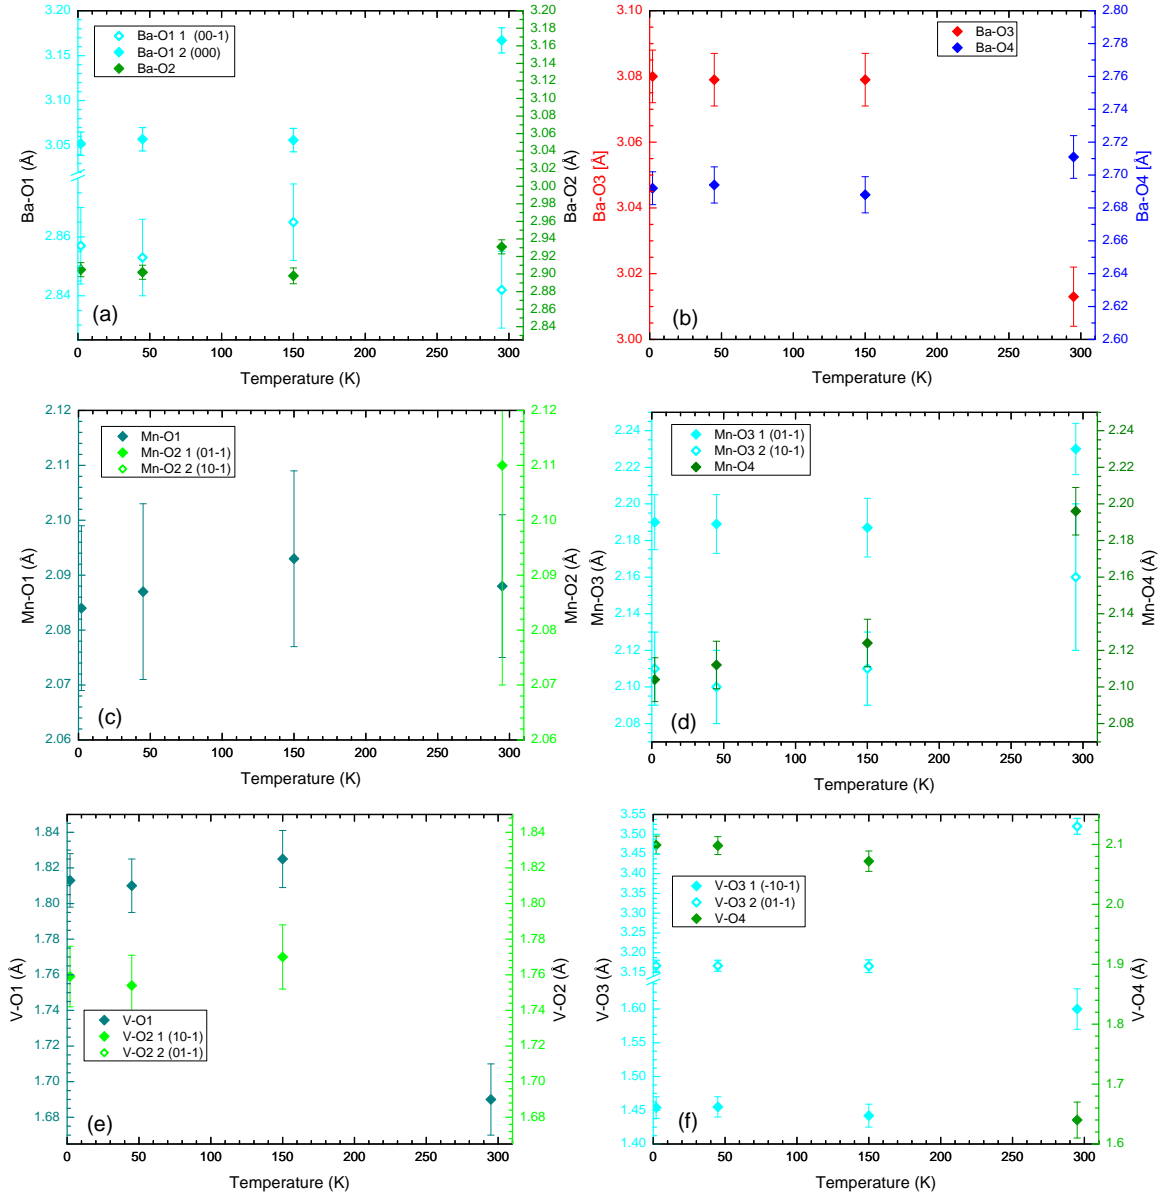 Ba-O1 1 (00-1)
Ba-O1 2 (000)
Ba-O2
3.20
3.15
3.10
3.05
2.86
2.84
Ba-O1 (Å)
3.20
3.18
3.16
3.14
3.12
3.10
3.08
3.06
3.04
3.02
3.00
2.98
2.96
2.94
2.92
2.90
2.88
2.86
2.84
Ba-O2 (Å)
(a)
0 50 100 150 200 250 300
Temperature (K)
Ba-O3
Ba-O4
3.10
3.08
3.06
3.04
3.02
3.00
Ba-O3 [Å]
2.80
2.78
2.76
2.74
2.72
2.70
2.68
2.66
2.64
2.62
2.60
Ba-O4 [Å]
(b)
0 50 100 150 200 250 300
Temperature (K)
Mn-O1
Mn-O2 1 (01-1)
Mn-O2 2 (10-1)
2.12
2.11
2.10
2.09
2.08
2.07
2.06
Mn-O1 (Å)
2.12
2.11
2.10
2.09
2.08
2.07
2.06
Mn-O2 (Å)
(c)
0 50 100 150 200 250 300
Temperature (K)
Mn-O3 1 (01-1)
Mn-O3 2 (10-1)
Mn-O4
2.24
2.23
2.22
2.20
2.19
2.18
2.16
2.15
2.14
2.13
2.11
2.10
2.09
2.08
Mn-O3 (Å)
2.24
2.22
2.20
2.18
2.16
2.14
2.12
2.10
2.08
Mn-O4 (Å)
(d)
0 50 100 150 200 250 300
Temperature (K)
V-O1
V-O2 1 (10-1)
V-O2 2 (01-1)
1.84
1.82
1.80
1.78
1.76
1.74
1.72
1.70
1.68
V-O1 (Å)
1.84
1.82
1.80
1.78
1.76
1.74
1.72
1.70
1.68
V-O2 (Å)
(e)
0 50 100 150 200 250 300
Temperature (K)
V-O3 1 (-10-1)
V-O3 2 (01-1)
V-O4
3.55
3.50
3.45
3.40
3.35
3.30
3.25
3.20
3.15
1.60
1.55
1.50
1.45
1.40
V-O3 (Å)
2.1
2.0
1.9
1.8
1.7
1.6
V-O4 (Å)
(f)
0 50 100 150 200 250 300
Temperature (K)